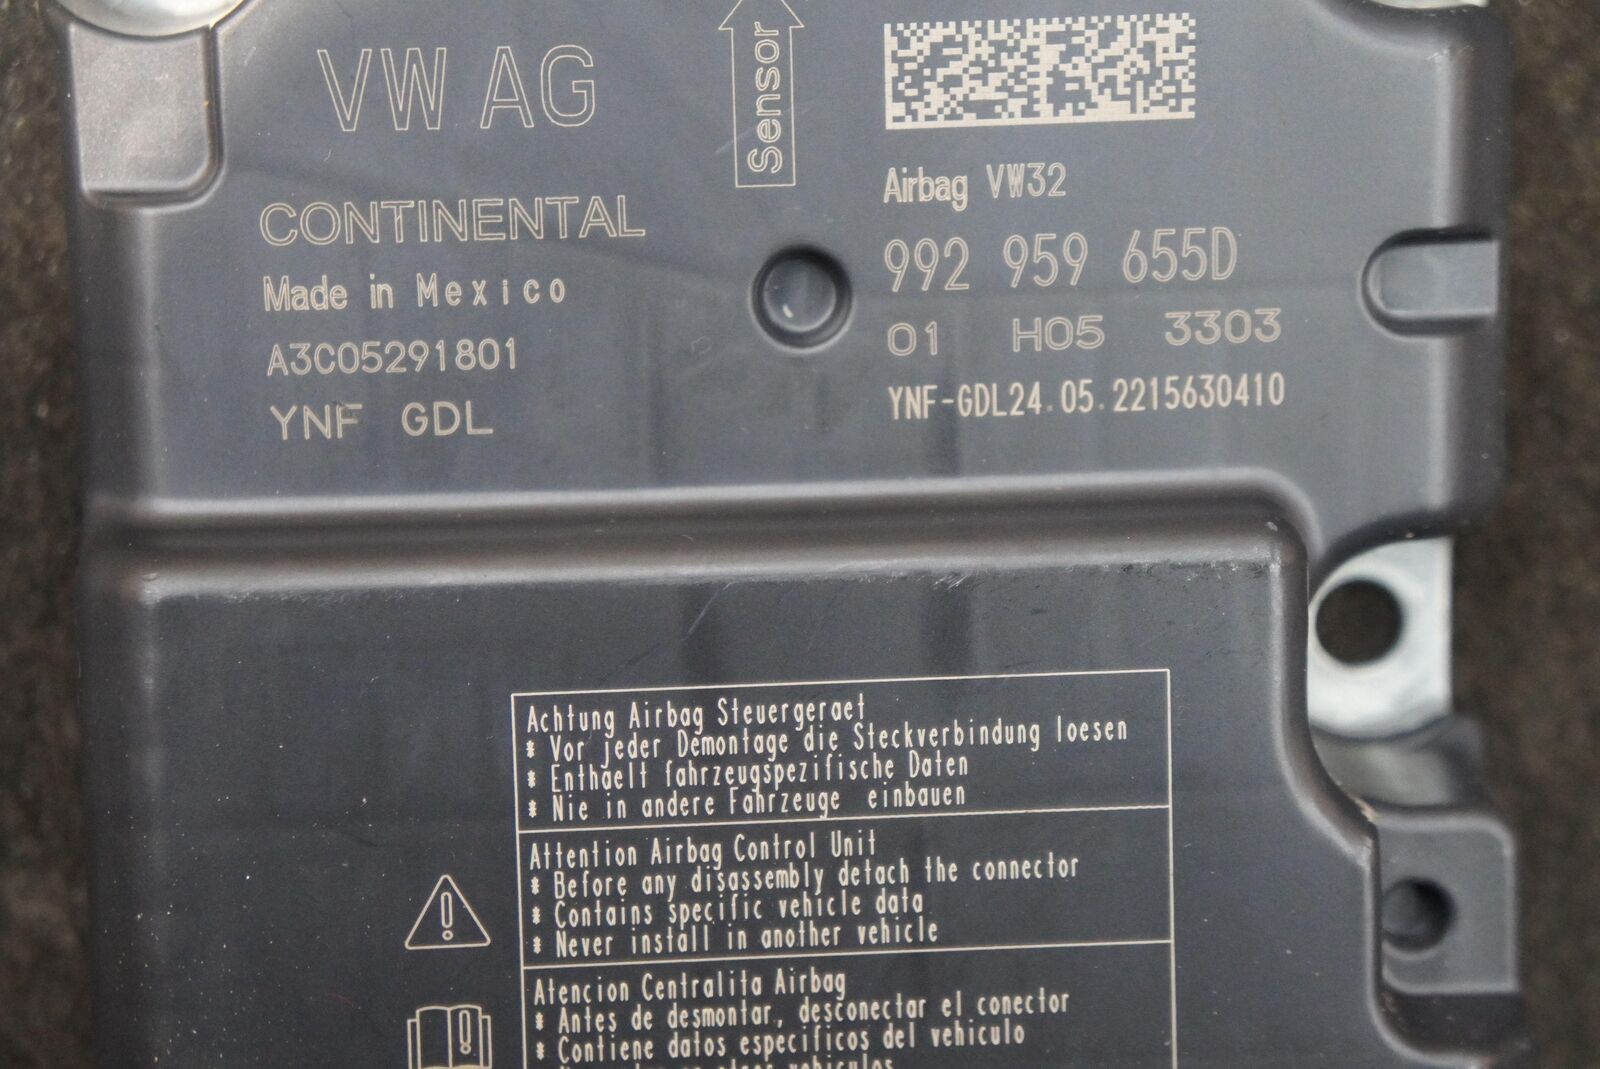 VW AG
Sensor
CONTINENTAL
Made in Mexico
A3C05291801
YNF GDL
Airbag VW32
992 959 655D
01 H05 3303
YNF-GDL24.05.2215630410
Achtung Airbag Steuergeraet
* Vor jeder Demontage die Steckverbindung loesen
* Enthaelt fahrzeugspezifische Daten
* Nie in andere Fahrzeuge einbauen
Attention Airbag Control Unit
* Before any disassembly detach the connector
* Contains specific vehicle data
* Never install in another vehicle
Atencion Centralita Airbag
* Antes de desmontar, desconectar el conector
* Contiene datos especificos del vehiculo
otros vehiculos